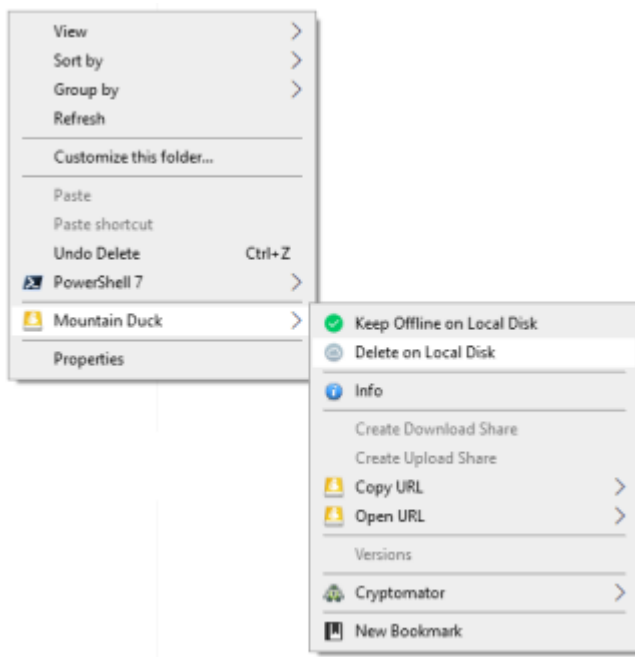 View
Sort by
Group by
Refresh
Customize this folder...
Paste
Paste shortcut
Undo Delete Ctrl+Z
PowerShell 7
Mountain Duck
Properties
Keep Offline on Local Disk
Delete on Local Disk
Info
Create Download Share
Create Upload Share
Copy URL
Open URL
Versions
Cryptomator
New Bookmark